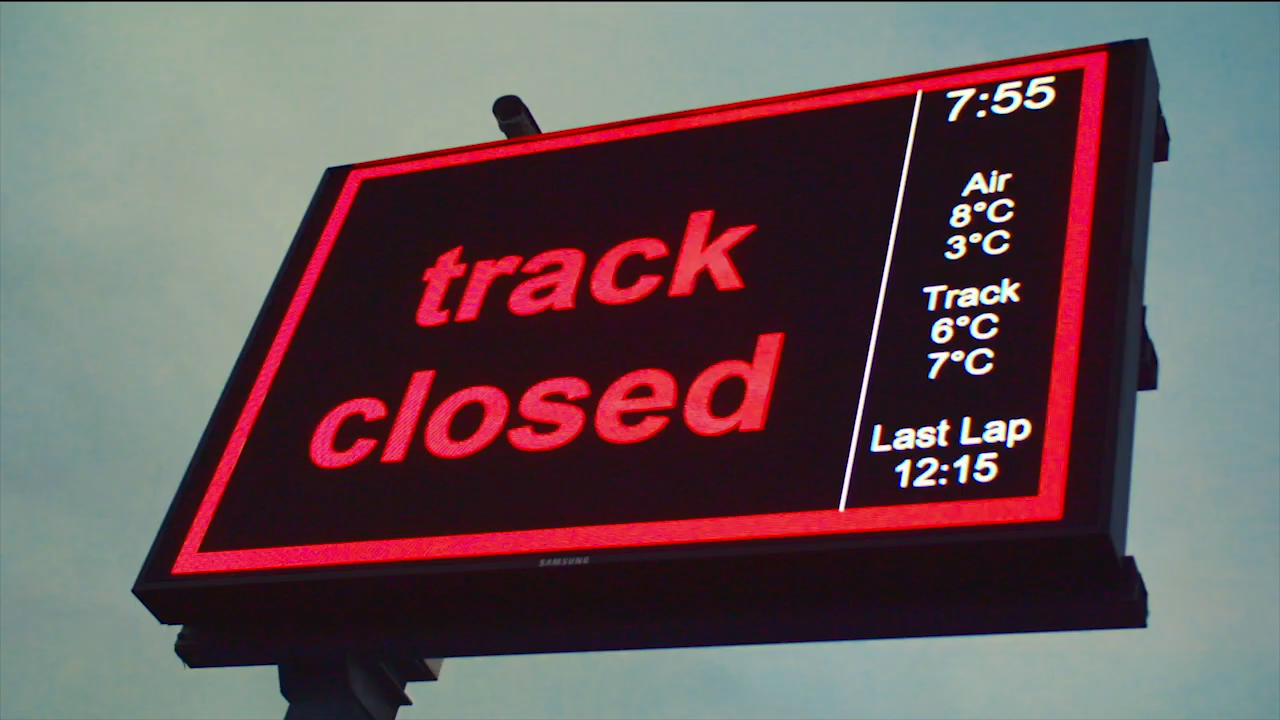 track
closed
7:55
Air
8°C
3°C
Track
6°C
7°C
Last Lap
12:15
SAMSUNG